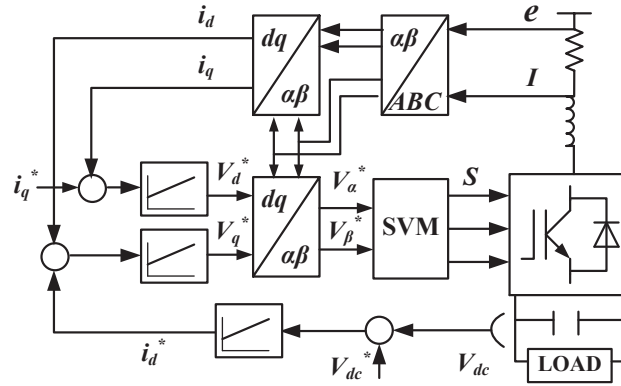 i_d
dq
αβ
e
i_q
αβ
ABC
I
i_q*
V_d*
dq
V_α*
S
V_q*
αβ
V_β*
SVM
i_d*
V_dc*
V_dc
LOAD